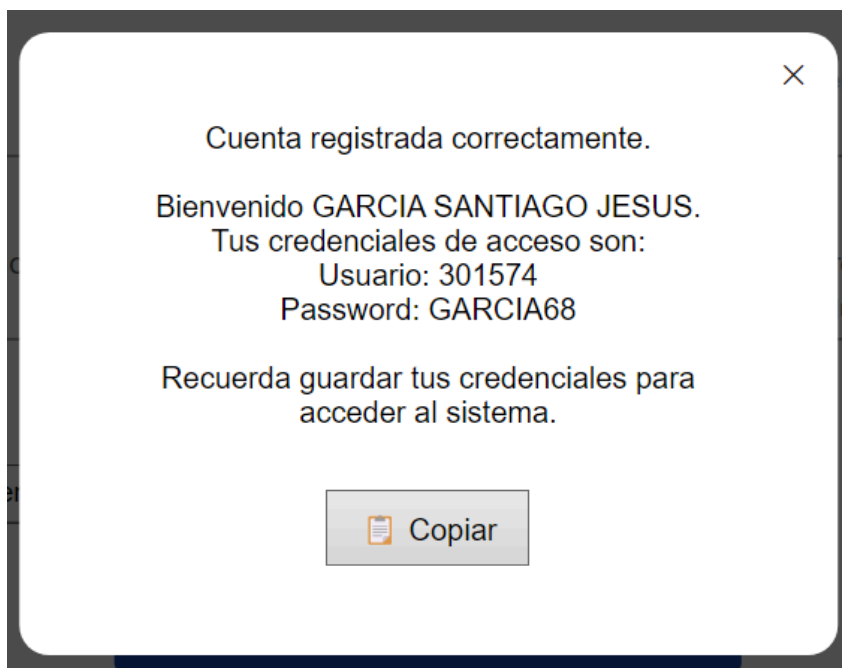 Cuenta registrada correctamente.
Bienvenido GARCIA SANTIAGO JESUS.
Tus credenciales de acceso son:
Usuario: 301574
Password: GARCIA68
Recuerda guardar tus credenciales para
acceder al sistema.
Copiar